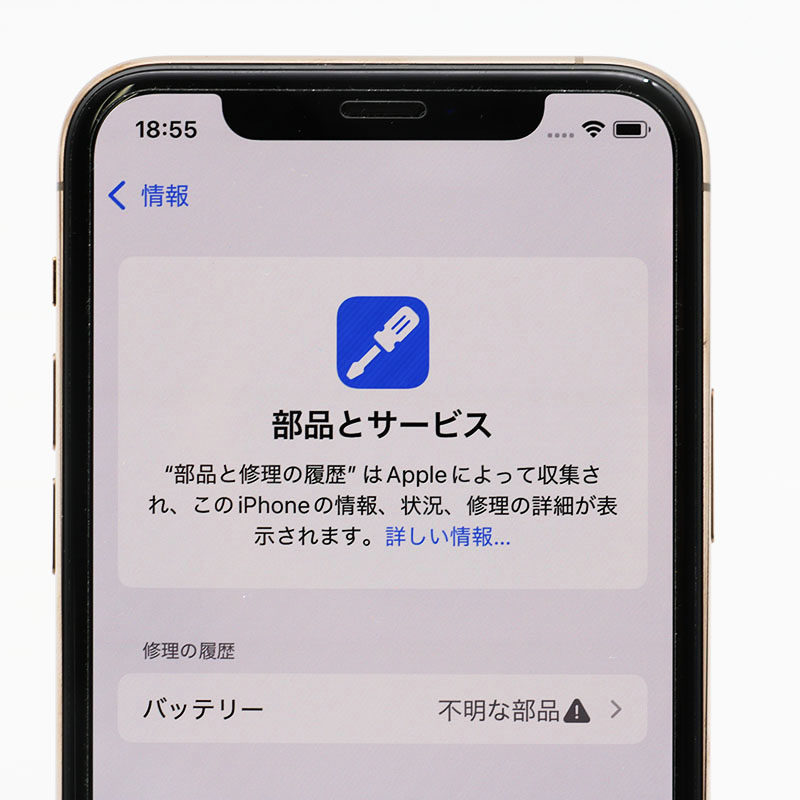 18:55
情報
部品とサービス
“部品と修理の履歴” はAppleによって収集さ
れ、このiPhoneの情報、状況、修理の詳細が表
示されます。詳しい情報...
修理の履歴
バッテリー 不明な部品